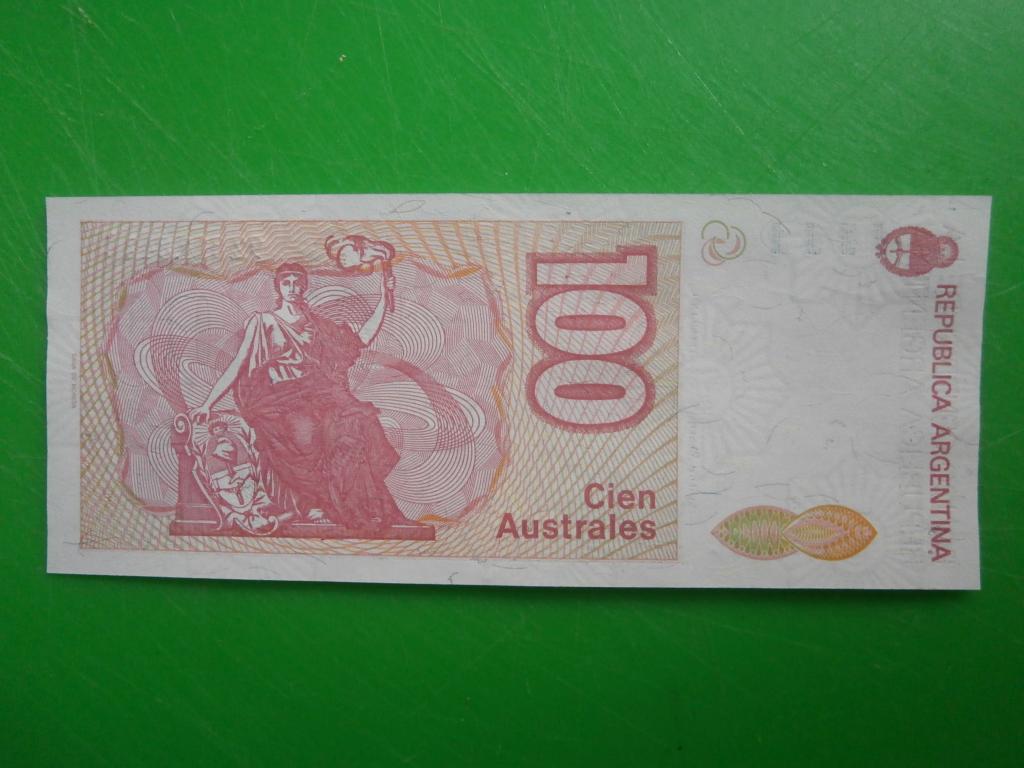 100
Cien
Australes
REPUBLICA ARGENTINA